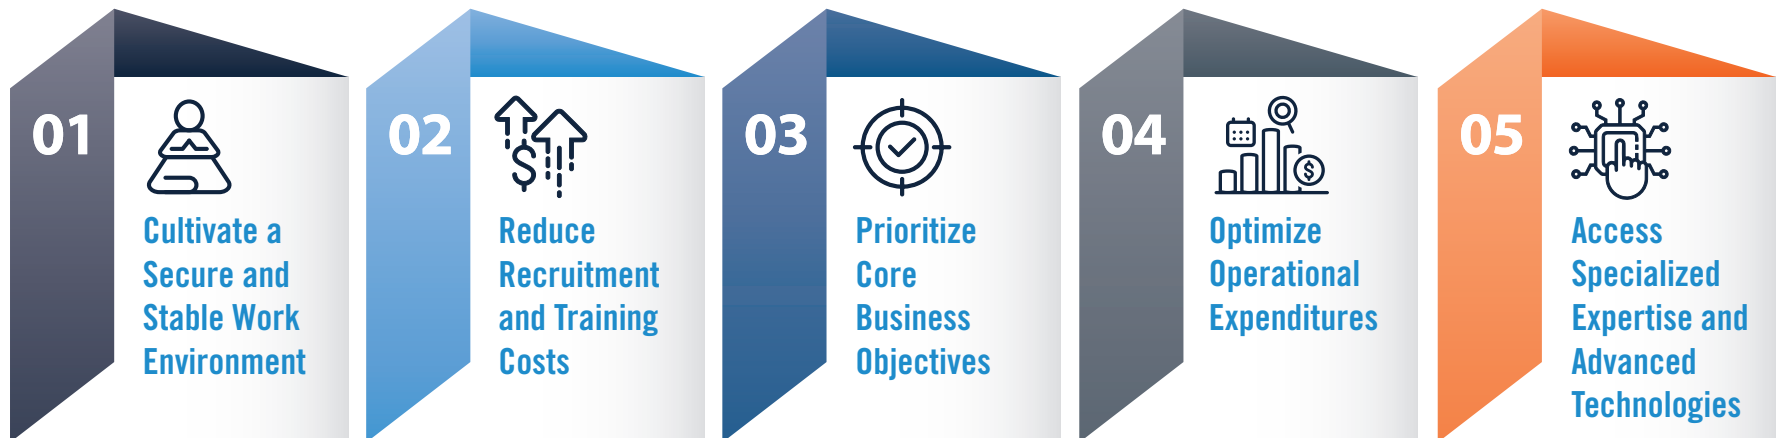 01
Cultivate a
Secure and
Stable Work
Environment
02
Reduce
Recruitment
and Training
Costs
03
Prioritize
Core
Business
Objectives
04
Optimize
Operational
Expenditures
05
Access
Specialized
Expertise and
Advanced
Technologies